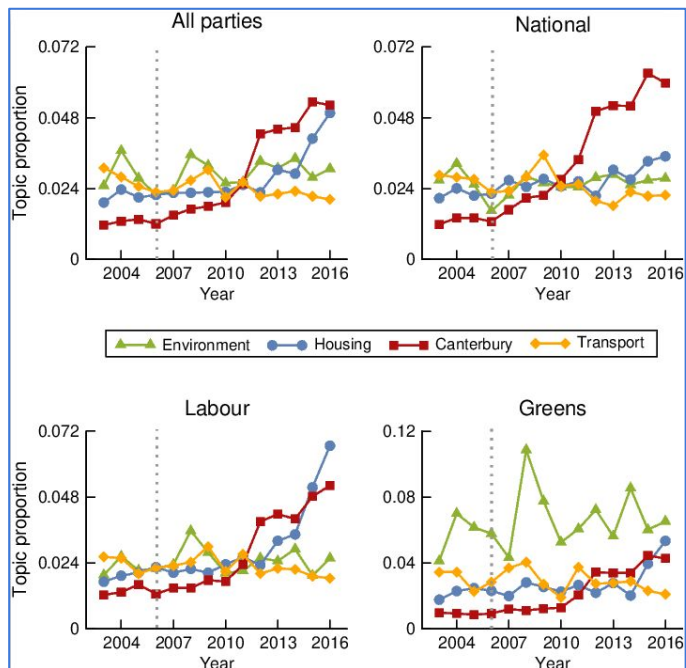 All parties
National
0.072
0.048
0.024
0
Topic proportion
2004 2007 2010 2013 2016
Year
0.072
0.048
0.024
0
2004 2007 2010 2013 2016
Year
Environment Housing Canterbury Transport
Labour
Greens
0.072
0.048
0.024
0
Topic proportion
2004 2007 2010 2013 2016
Year
0.12
0.08
0.04
0
2004 2007 2010 2013 2016
Year